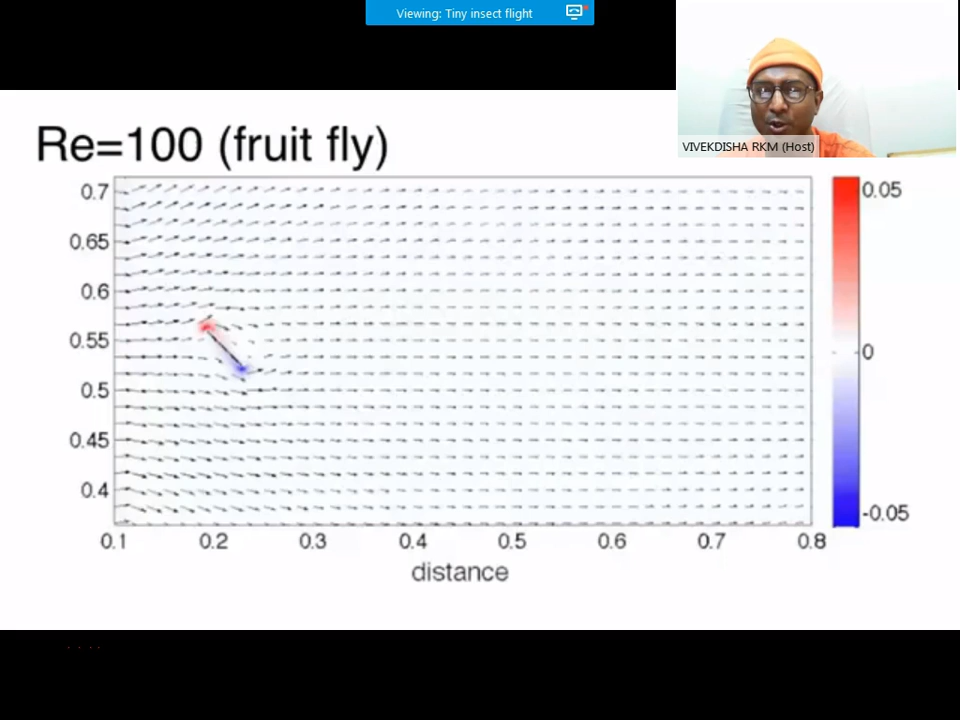 Viewing: Tiny insect flight
VIVEKDISHA RKM (Host)
Re=100 (fruit fly)
0.7
0.65
0.6
0.55
0.5
0.45
0.4
0.1 0.2 0.3 0.4 0.5 0.6 0.7 0.8
distance
0.05
0
-0.05